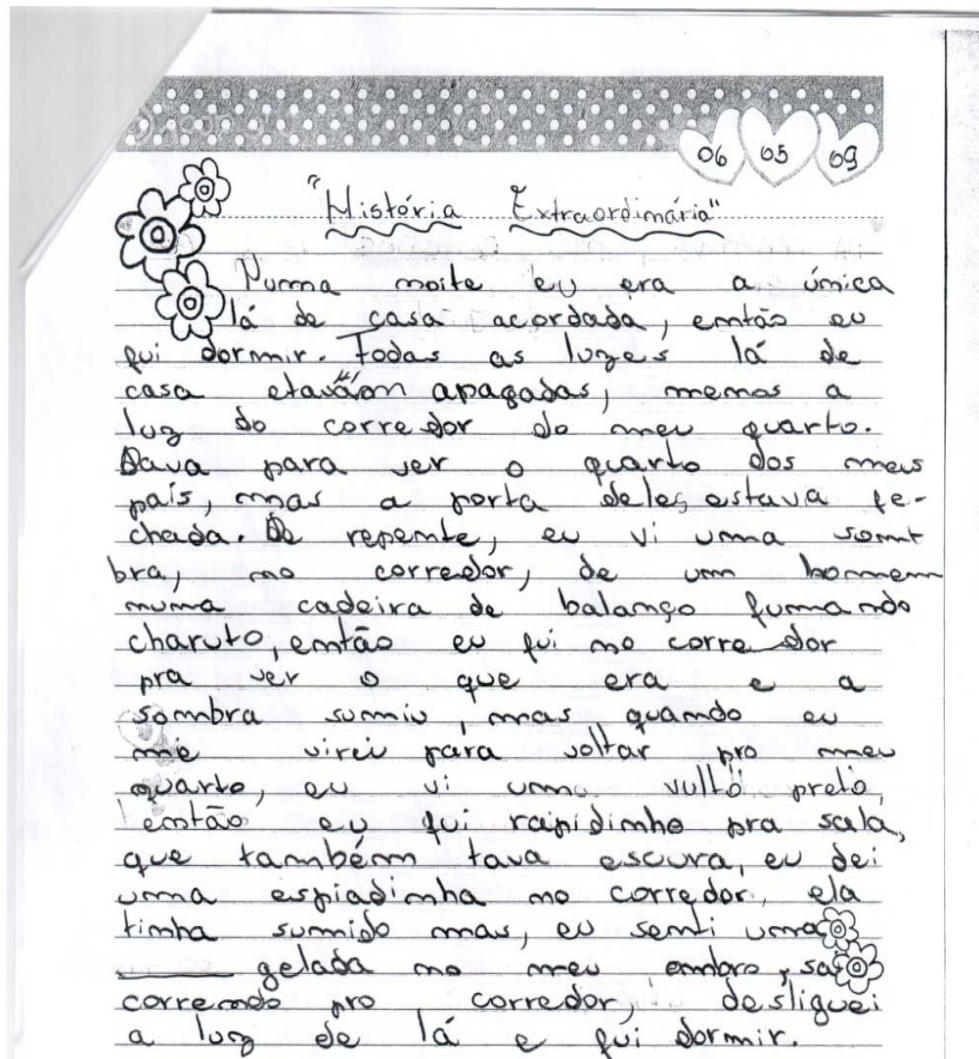 06 05 09
"História Extraordinária"
Numa noite eu era a única
lá de casa acordada, então eu
fui dormir. Todas as luzes lá de
casa etavam apagadas, menos a
luz do corredor do meu quarto.
Dava para ver o quarto dos meus
país, mas a porta deles estava fe-
chada. De repente, eu vi uma som
bra, no corredor, de um homem
numa cadeira de balanço fumando
charuto, então eu fui no corredor
pra ver o que era e a
sombra sumiu, mas quando eu
me virei para voltar pro meu
quarto, eu vi um vulto preto,
então eu fui rapidinho pra sala,
que também tava escura, eu dei
uma espiadinha no corredor, ela
tinha sumido mas, eu senti uma
gelada no meu ombro, saí
correndo pro corredor, desliguei
a luz de lá e fui dormir.